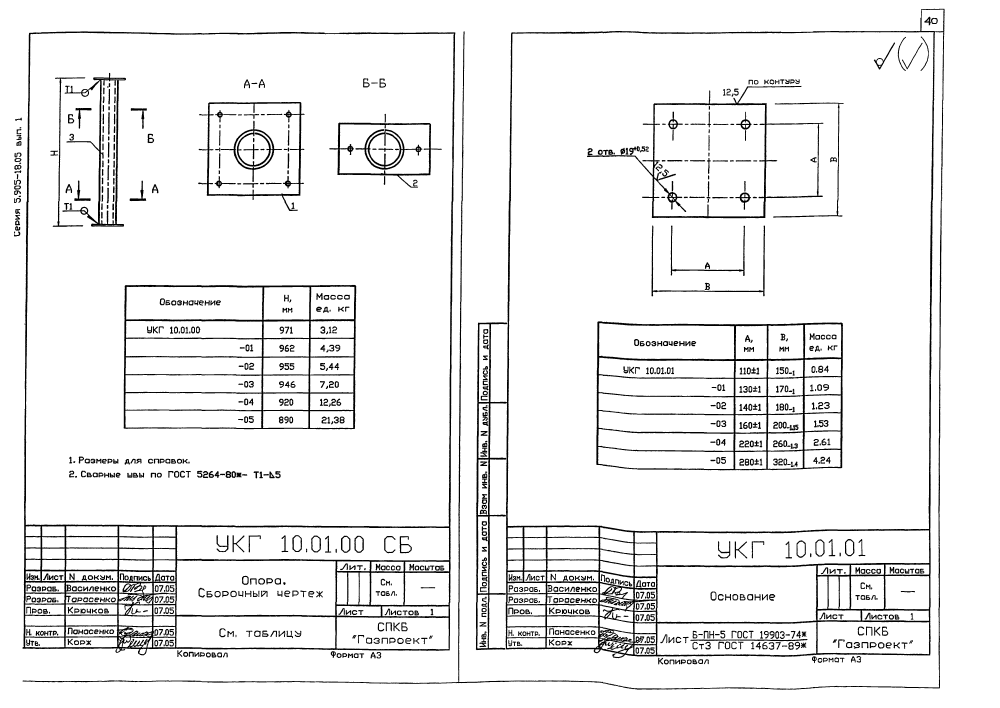 40
Серия 5.905-18.05 вып. 1
Т1
Б
Б
3
Н
А
А
Т1
А-А
1
Б-Б
2
Обозначение | Н, мм | Масса ед. кг
УКГ 10.01.00 | 971 | 3,12
-01 | 962 | 4,39
-02 | 955 | 5,44
-03 | 946 | 7,20
-04 | 920 | 12,26
-05 | 890 | 21,38
1. Размеры для справок.
2. Сварные швы по ГОСТ 5264-80ж- Т1-Δ5
УКГ 10.01.00 СБ
Изм. Лист N докум. Подпись Дата
Разраб. Василенко 07.05
Разраб. Тарасенко 07.05
Пров. Крючков
Н. контр. Панасенко 07.05
Утв. Корж 07.05
Опора.
Сборочный чертеж
См. таблицу
Лит. Масса Масштаб
См. табл. —
Лист Листов 1
СПКБ
"Газпроект"
Копировал Формат А3
по контуру
12,5
2 отв. Ø19+0,52
12,5
А
В
А
В
Обозначение | А, мм | В, мм | Масса ед. кг
УКГ 10.01.01 | 110±1 | 150-1 | 0.84
-01 | 130±1 | 170-1 | 1.09
-02 | 140±1 | 180-1 | 1.23
-03 | 160±1 | 200-1,15 | 1.53
-04 | 220±1 | 260-1,3 | 2.61
-05 | 280±1 | 320-1,4 | 4.24
Подпись и дата
Инв. N дубл.
Взам инв. N
Подпись и дата
Инв. N подл.
УКГ 10.01.01
Изм. Лист N докум. Подпись Дата
Разраб. Василенко 07.05
Разраб. Тарасенко 07.05
Пров. Крючков 07.05
Н. контр. Панасенко 07.05
Утв. Корж 07.05
Основание
Лист Б-ПН-5 ГОСТ 19903-74ж
Ст3 ГОСТ 14637-89ж
Лит. Масса Масштаб
См. табл. —
Лист Листов 1
СПКБ
"Газпроект"
Копировал Формат А3